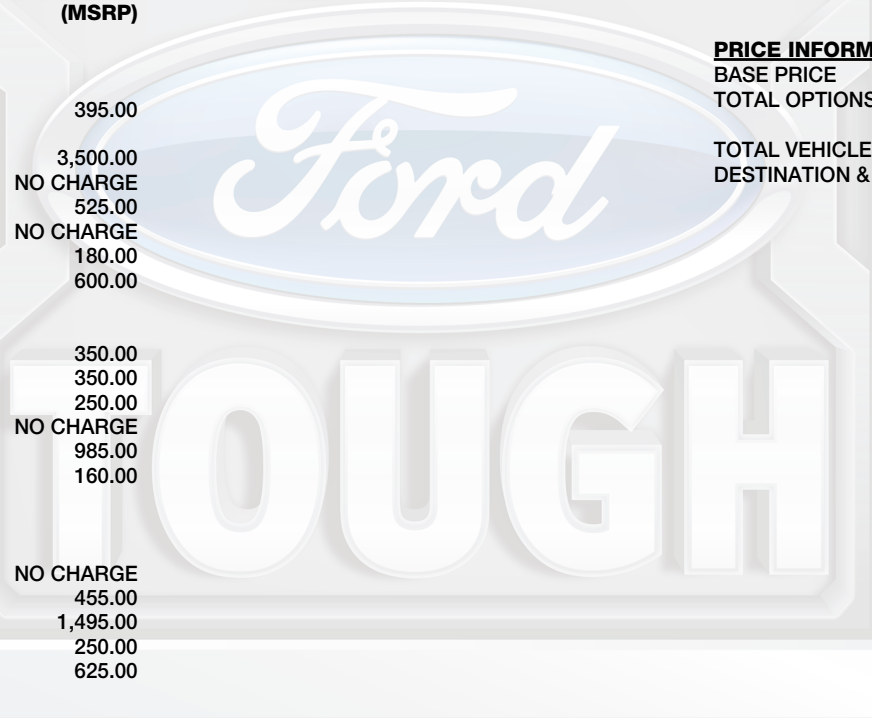 (MSRP)
395.00
3,500.00
NO CHARGE
525.00
NO CHARGE
180.00
600.00
350.00
350.00
250.00
NO CHARGE
985.00
160.00
NO CHARGE
455.00
1,495.00
250.00
625.00
PRICE INFORM
BASE PRICE
TOTAL OPTIONS
TOTAL VEHICLE
DESTINATION &
Ford
TOUGH